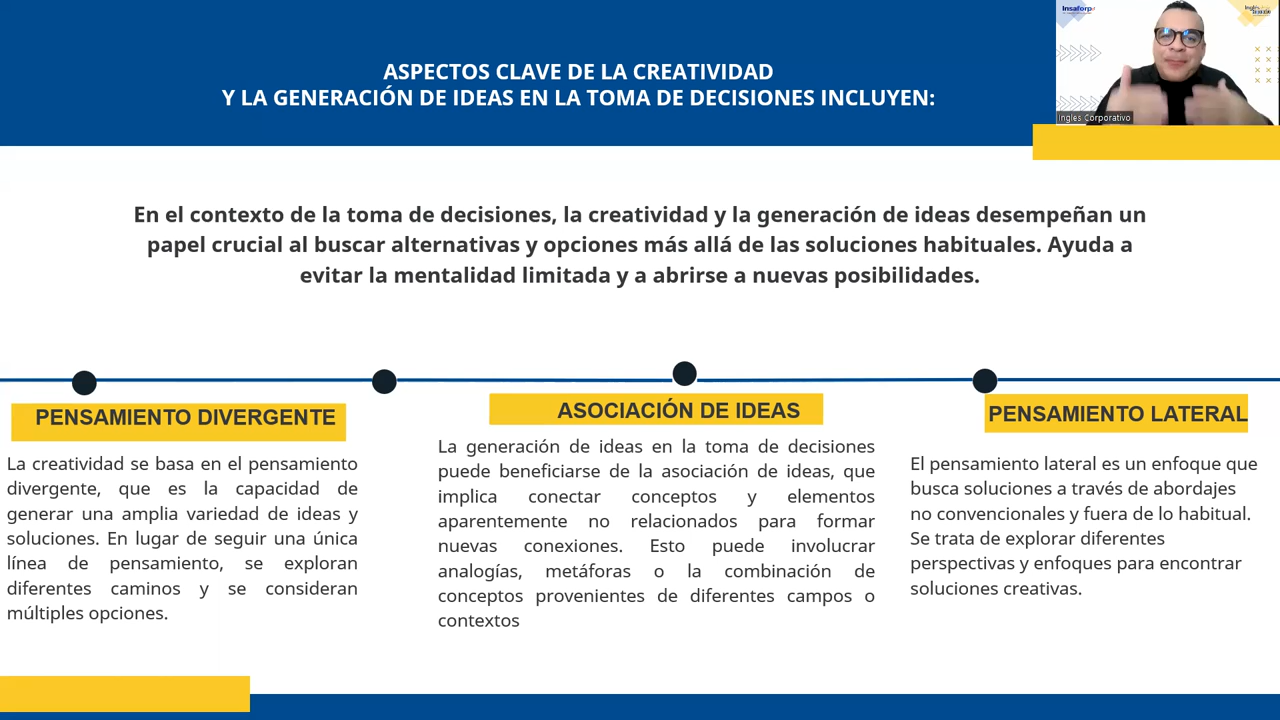 ASPECTOS CLAVE DE LA CREATIVIDAD
Y LA GENERACIÓN DE IDEAS EN LA TOMA DE DECISIONES INCLUYEN:
Insaforp
Ingles Corporativo
En el contexto de la toma de decisiones, la creatividad y la generación de ideas desempeñan un
papel crucial al buscar alternativas y opciones más allá de las soluciones habituales. Ayuda a
evitar la mentalidad limitada y a abrirse a nuevas posibilidades.
PENSAMIENTO DIVERGENTE
La creatividad se basa en el pensamiento
divergente, que es la capacidad de
generar una amplia variedad de ideas y
soluciones. En lugar de seguir una única
línea de pensamiento, se exploran
diferentes caminos y se consideran
múltiples opciones.
ASOCIACIÓN DE IDEAS
La generación de ideas en la toma de decisiones
puede beneficiarse de la asociación de ideas, que
implica conectar conceptos y elementos
aparentemente no relacionados para formar
nuevas conexiones. Esto puede involucrar
analogías, metáforas o la combinación de
conceptos provenientes de diferentes campos o
contextos
PENSAMIENTO LATERAL
El pensamiento lateral es un enfoque que
busca soluciones a través de abordajes
no convencionales y fuera de lo habitual.
Se trata de explorar diferentes
perspectivas y enfoques para encontrar
soluciones creativas.